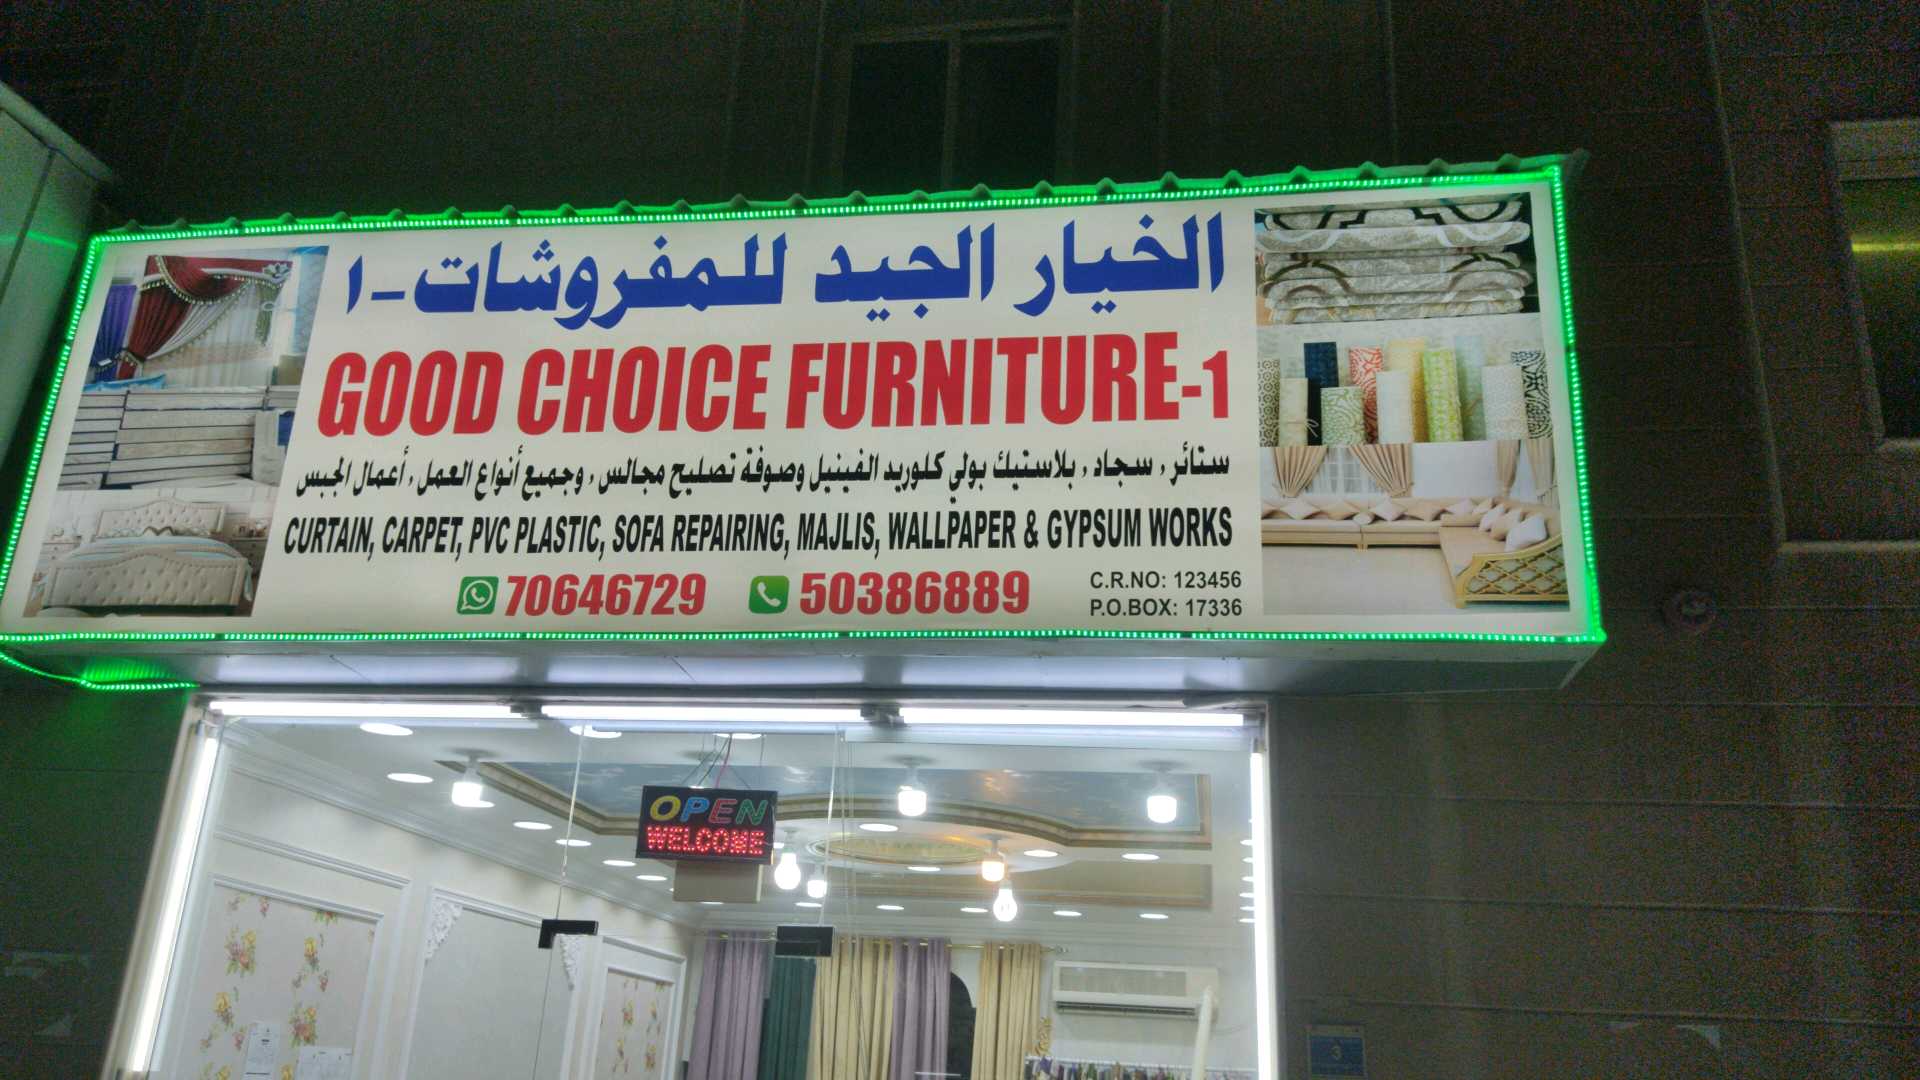 الخيار الجيد للمفروشات-١
GOOD CHOICE FURNITURE-1
ستائر، سجاد، بلاستيك بولي كلوريد الفينيل وصوفة تصليح مجالس، وجميع أنواع العمل، أعمال الجبس
CURTAIN, CARPET, PVC PLASTIC, SOFA REPAIRING, MAJLIS, WALLPAPER & GYPSUM WORKS
70646729 50386889
C.R.NO: 123456
P.O.BOX: 17336
OPEN
WELCOME
3